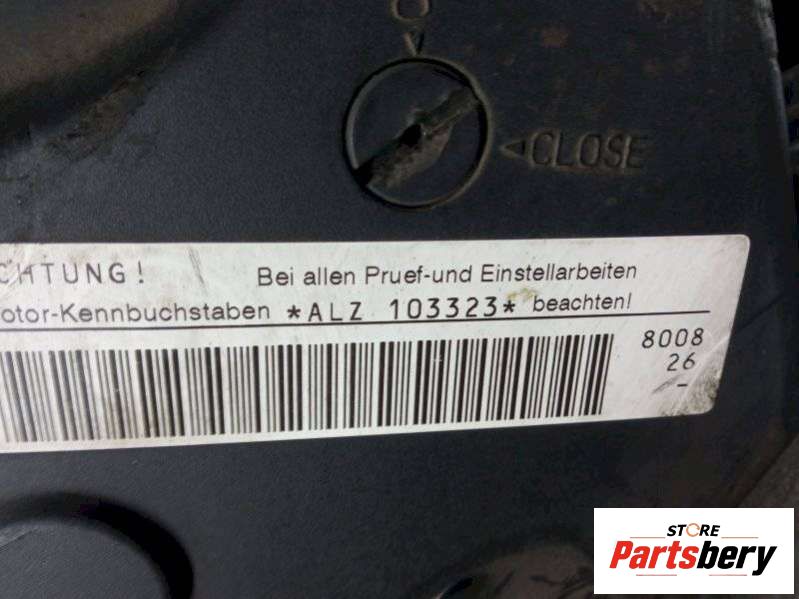 CLOSE
CHTUNG! Bei allen Pruef-und Einstellarbeiten
otor-Kennbuchstaben *ALZ 103323* beachten!
8008
26
-
STORE
Partsbery